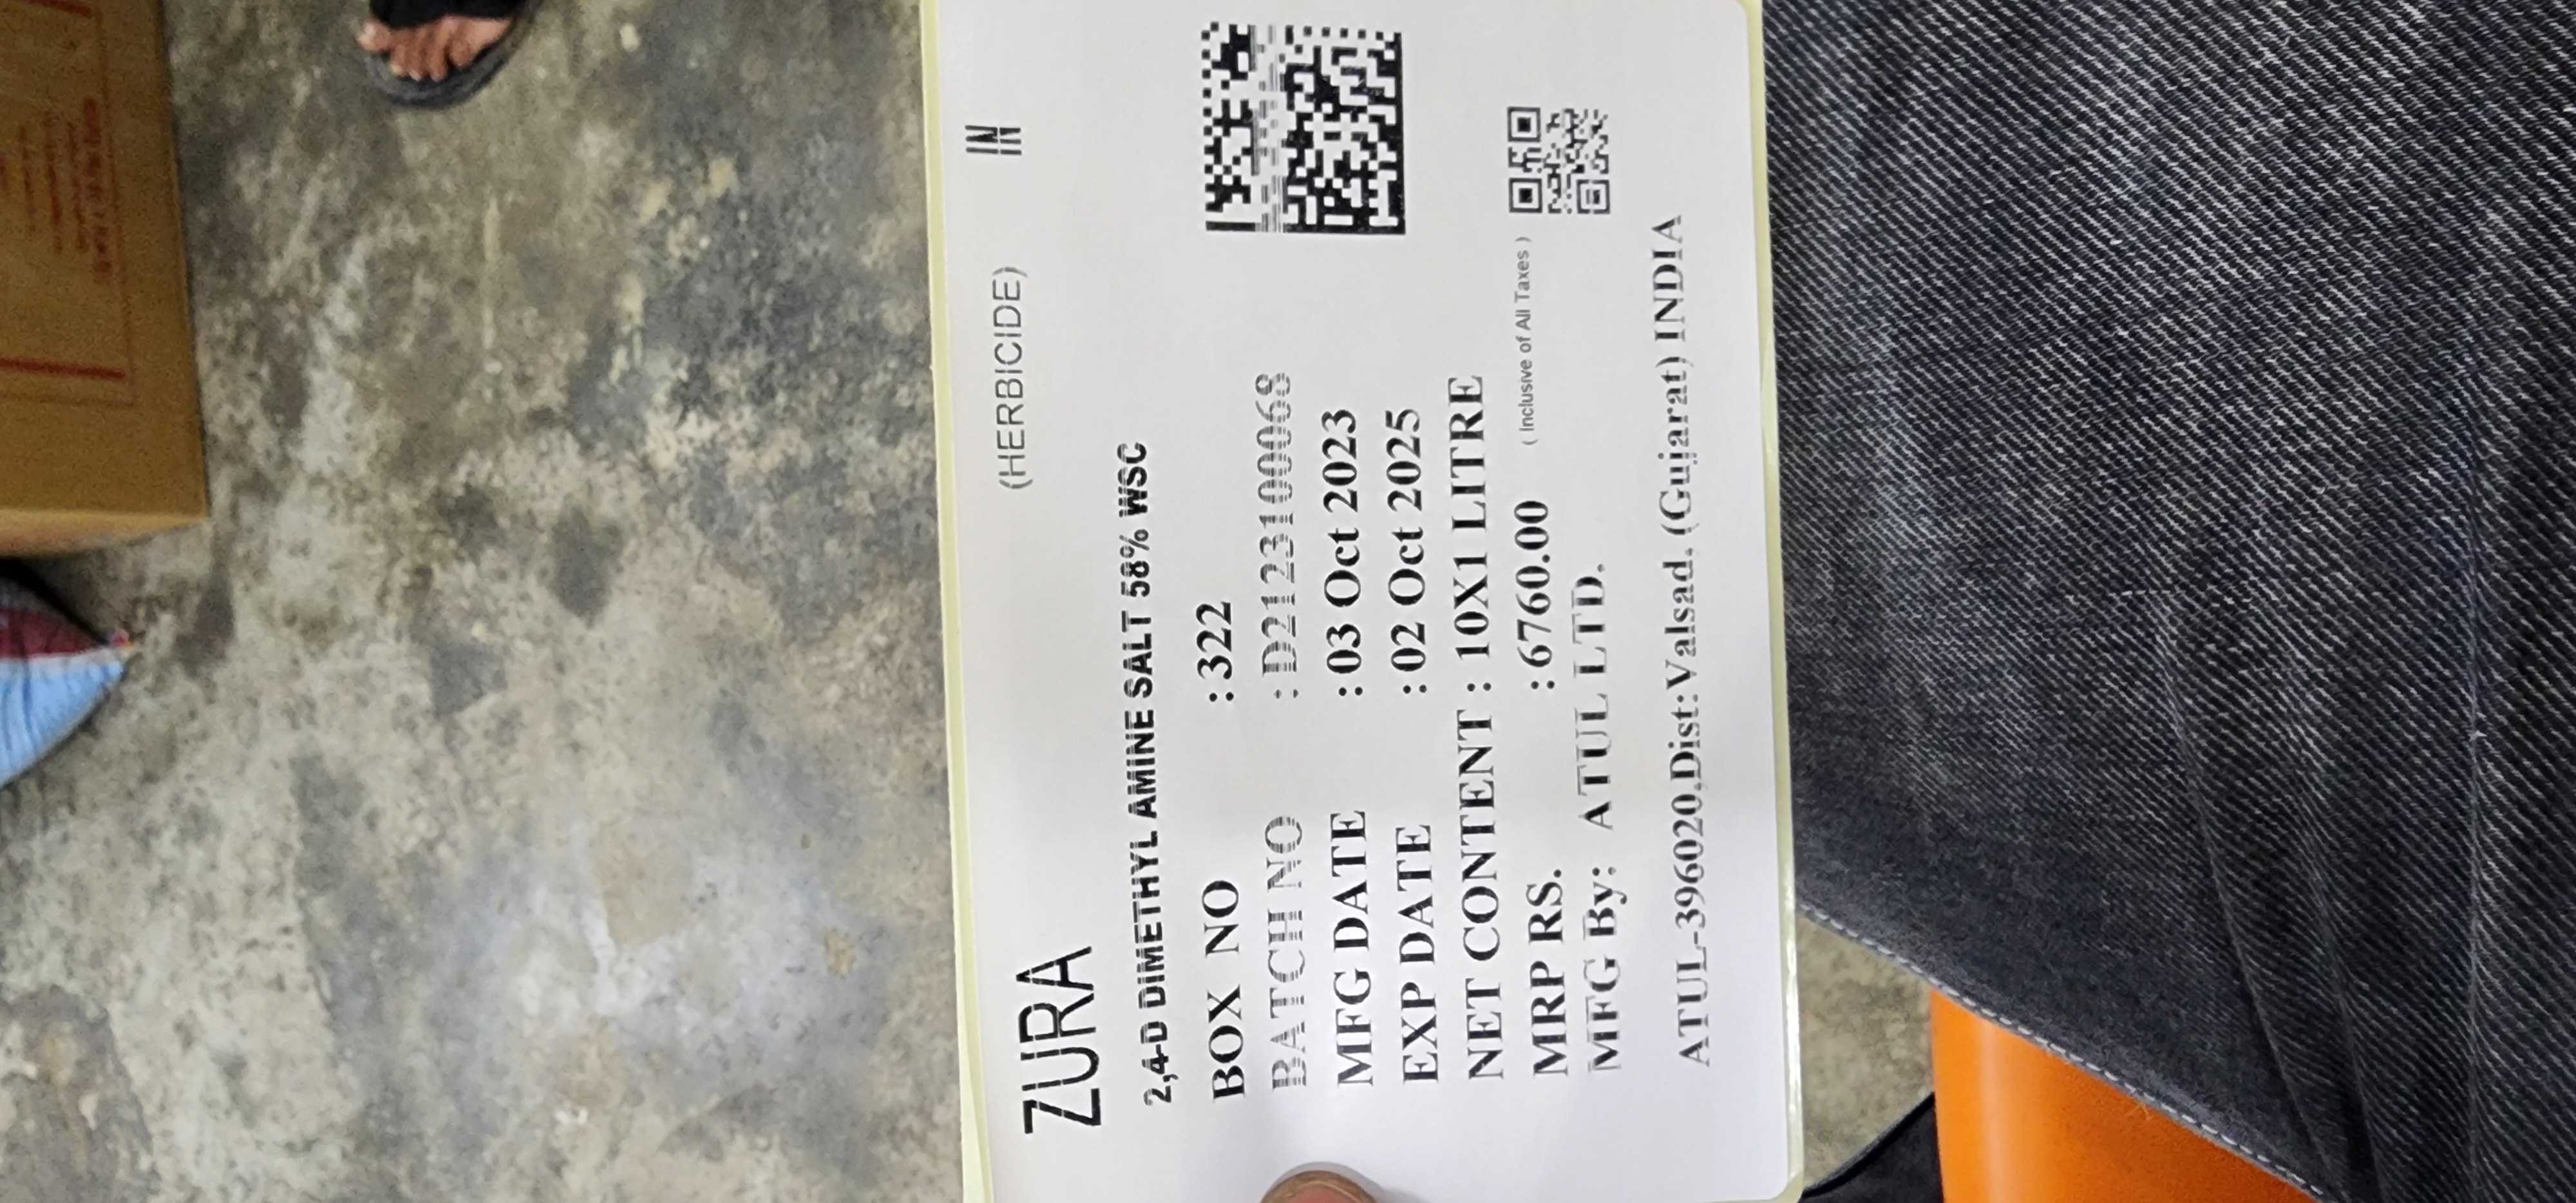 ZURA (HERBICIDE) IN
2,4-D DIMETHYL AMINE SALT 58% WSC
BOX NO :322
BATCH NO :D212310068
MFG DATE :03 Oct 2023
EXP DATE :02 Oct 2025
NET CONTENT : 10X1 LITRE
MRP RS. :6760.00 ( Inclusive of All Taxes )
MFG By: ATUL LTD.
ATUL-396020,Dist:Valsad, (Gujarat) INDIA